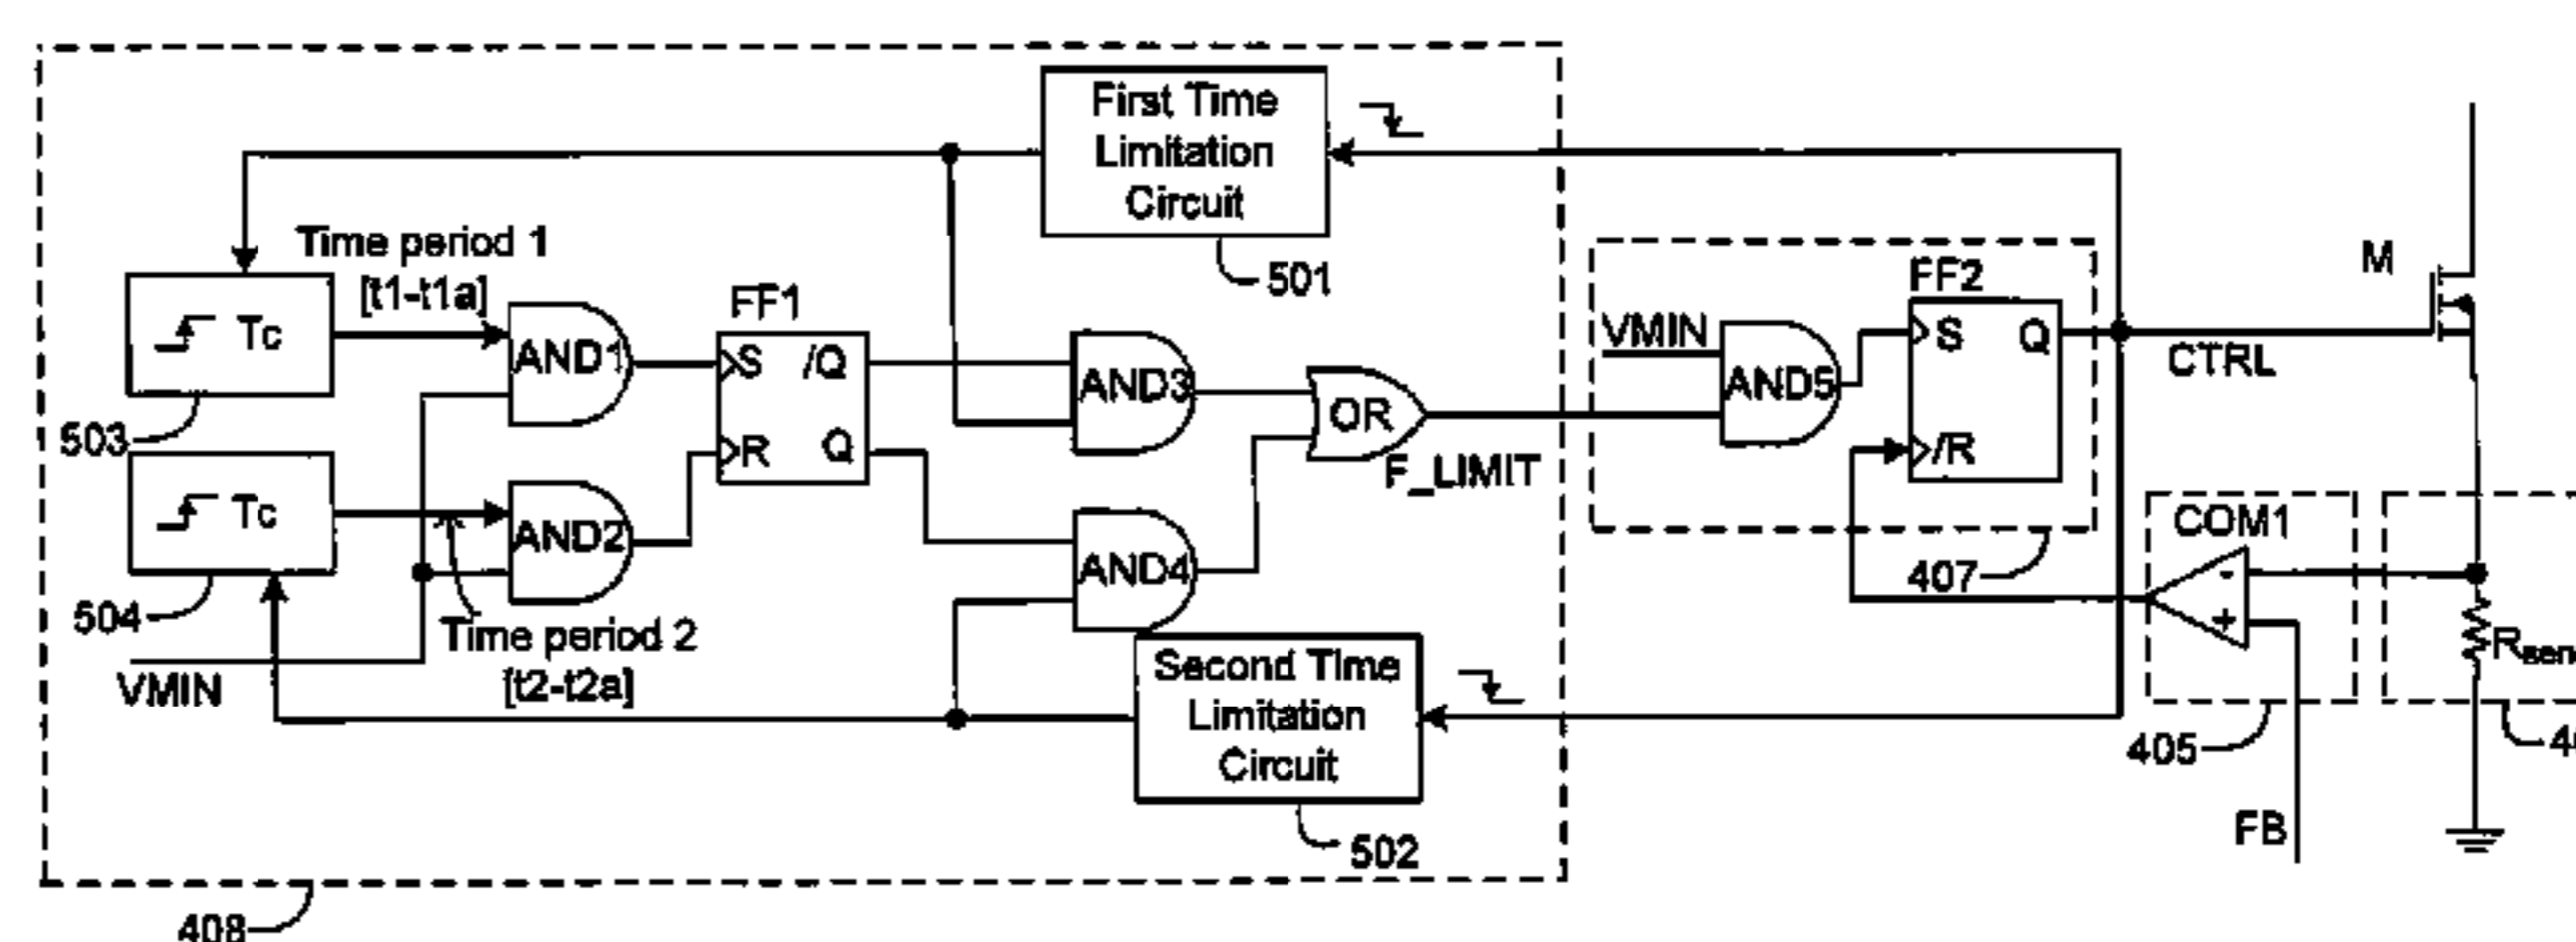 First Time
Limitation
Circuit
501
Time period 1
[t1-t1a]
Tc
503
AND1
FF1
S
/Q
R
Q
AND3
OR
F_LIMIT
VMIN
AND5
FF2
S
Q
/R
407
CTRL
M
Tc
504
AND2
Time period 2
[t2-t2a]
VMIN
AND4
Second Time
Limitation
Circuit
502
COM1
-
+
405
FB
408